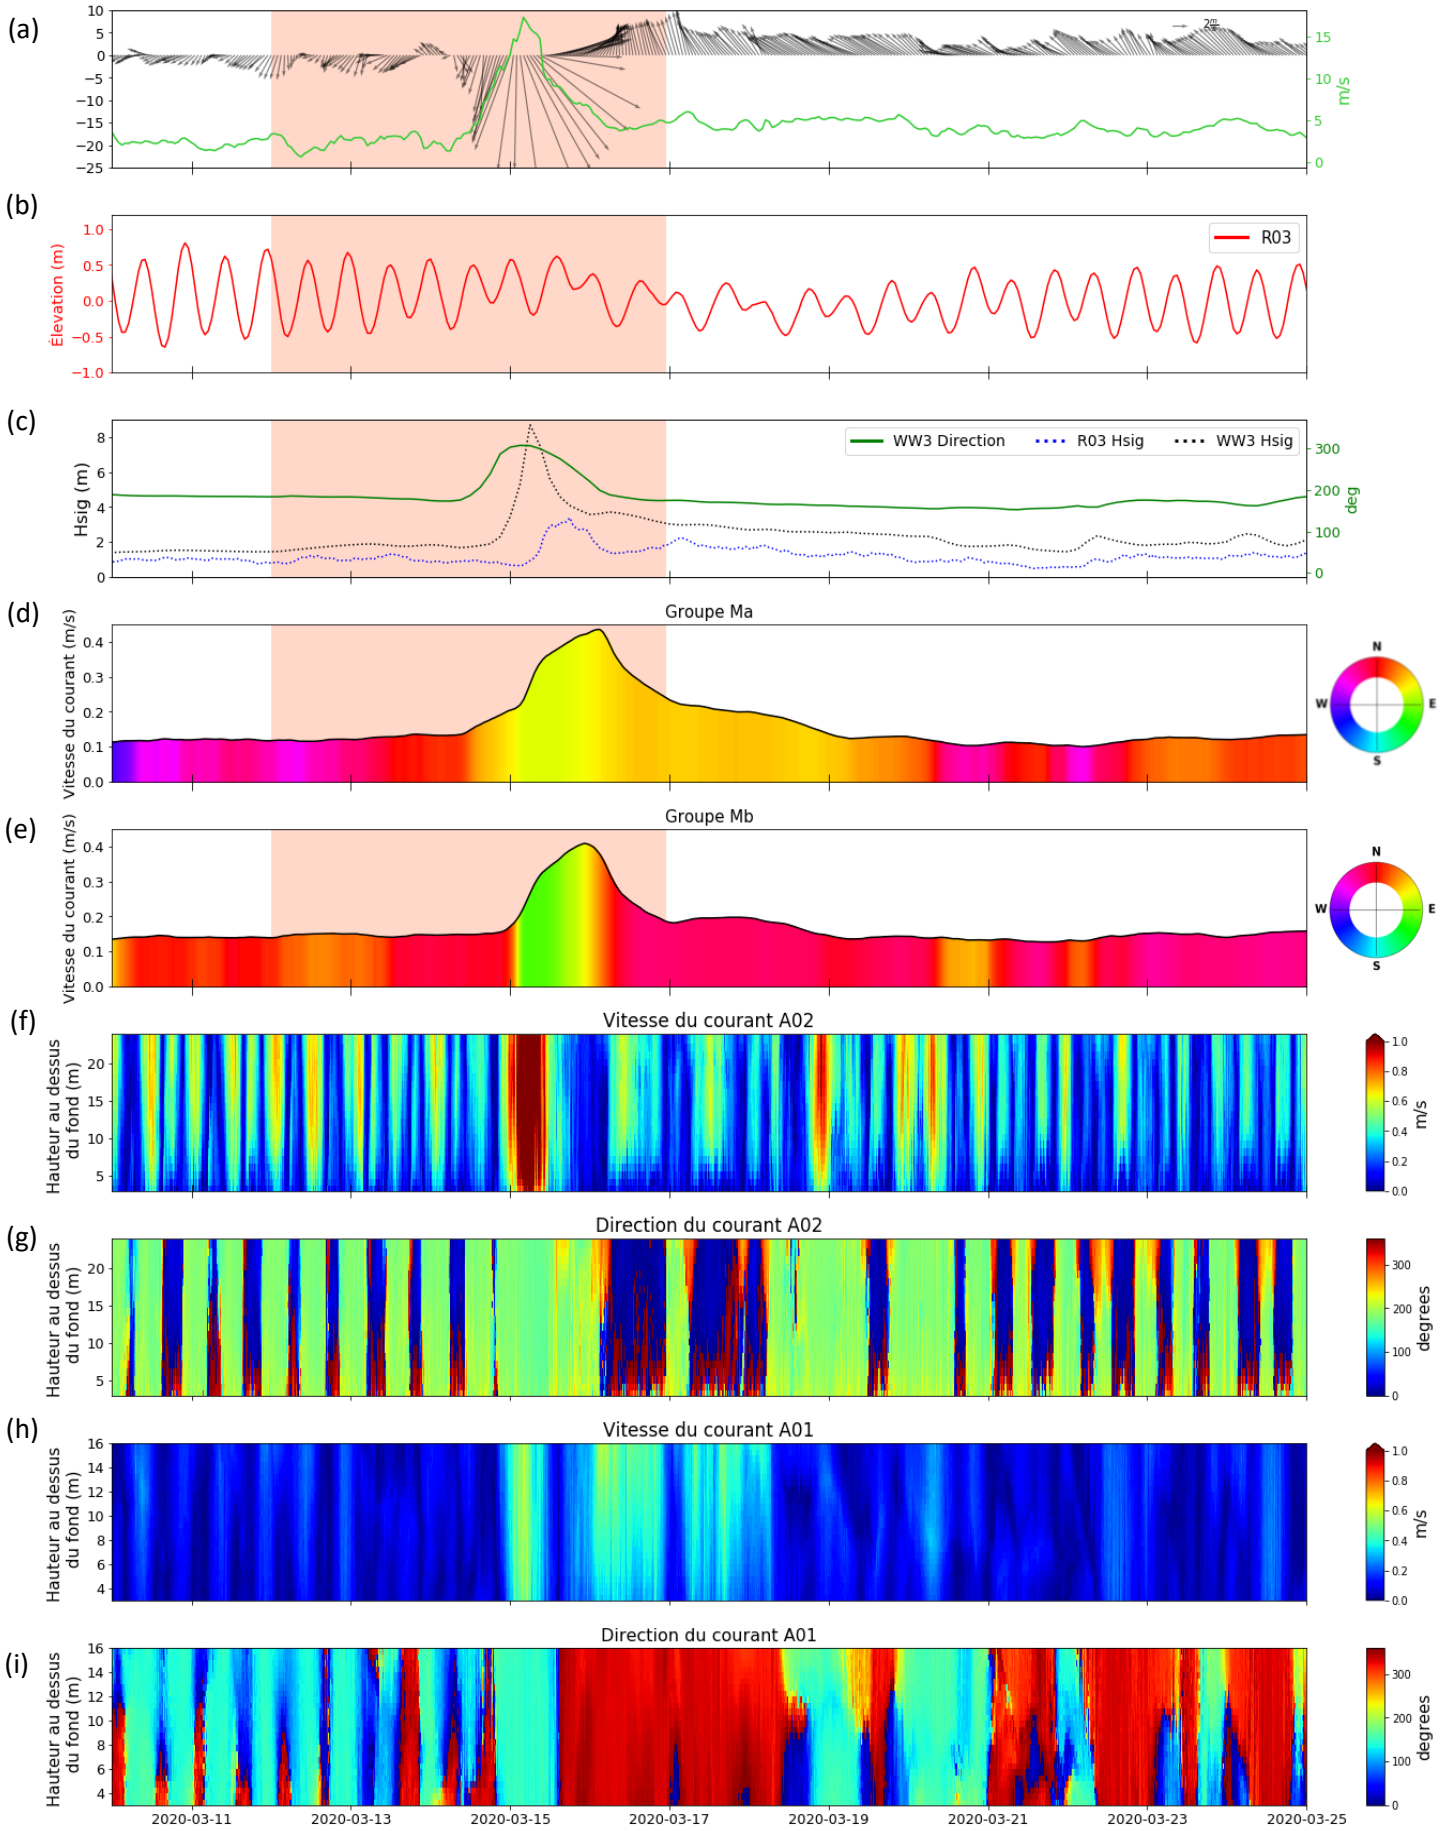 (a)
10
5
0
−5
−10
−15
−20
−25
2 m/s
15
10
5
0
m/s
(b)
Élevation (m)
1.0
0.5
0.0
−0.5
−1.0
R03
(c)
Hsig (m)
8
6
4
2
0
WW3 Direction
R03 Hsig
WW3 Hsig
300
200
100
0
deg
(d)
Groupe Ma
Vitesse du courant (m/s)
0.4
0.3
0.2
0.1
0.0
N
W
E
S
(e)
Groupe Mb
Vitesse du courant (m/s)
0.4
0.3
0.2
0.1
0.0
N
W
E
S
(f)
Vitesse du courant A02
Hauteur au dessus
du fond (m)
20
15
10
5
1.0
0.8
0.6
0.4
0.2
0.0
m/s
(g)
Direction du courant A02
Hauteur au dessus
du fond (m)
20
15
10
5
300
200
100
0
degrees
(h)
Vitesse du courant A01
Hauteur au dessus
du fond (m)
16
14
12
10
8
6
4
1.0
0.8
0.6
0.4
0.2
0.0
m/s
(i)
Direction du courant A01
Hauteur au dessus
du fond (m)
16
14
12
10
8
6
4
300
200
100
0
degrees
2020-03-11
2020-03-13
2020-03-15
2020-03-17
2020-03-19
2020-03-21
2020-03-23
2020-03-25